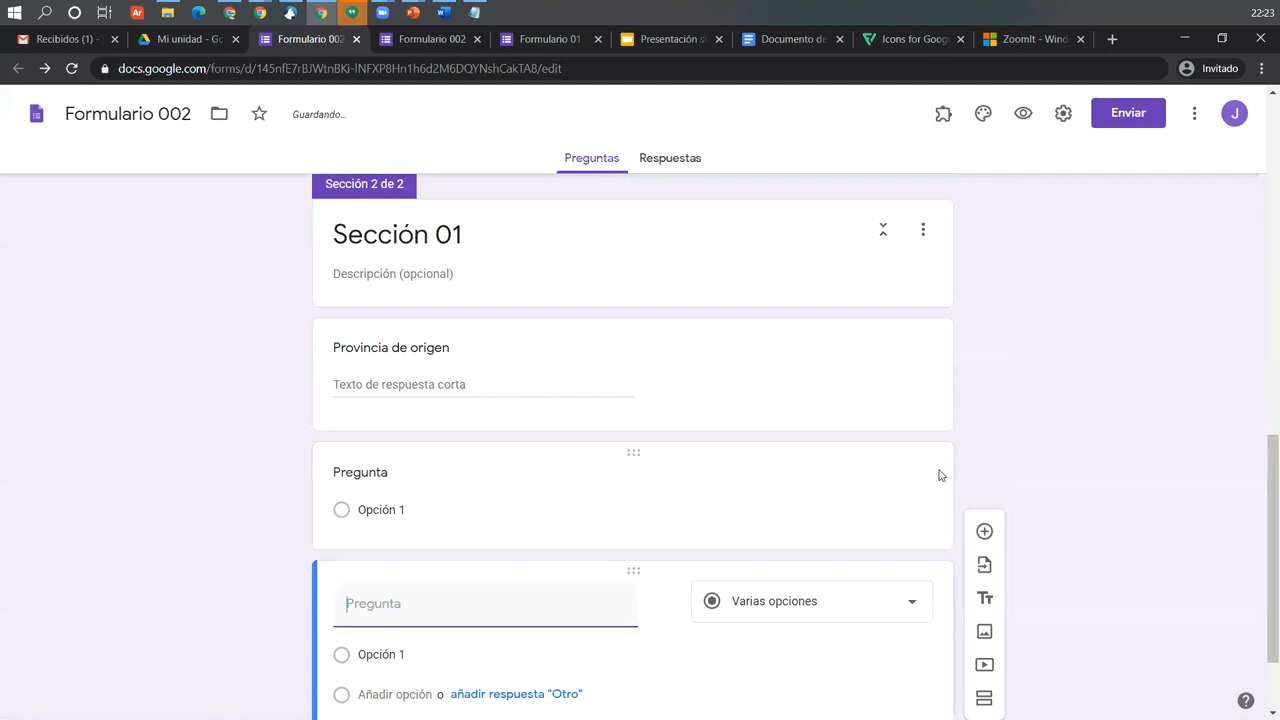 22:23
Recibidos (1) -
Mi unidad - Go
Formulario 002
Formulario 002
Formulario 01
Presentación si
Documento de
Icons for Goog
ZoomIt - Wind
docs.google.com/forms/d/145nfE7rBJWtnBKi-INFXP8Hn1h6d2M6DQYNshCakTA8/edit
Invitado
Formulario 002
Guardando...
Enviar
J
Preguntas
Respuestas
Sección 2 de 2
Sección 01
Descripción (opcional)
Provincia de origen
Texto de respuesta corta
Pregunta
Opción 1
Pregunta
Varias opciones
Opción 1
Añadir opción o añadir respuesta "Otro"